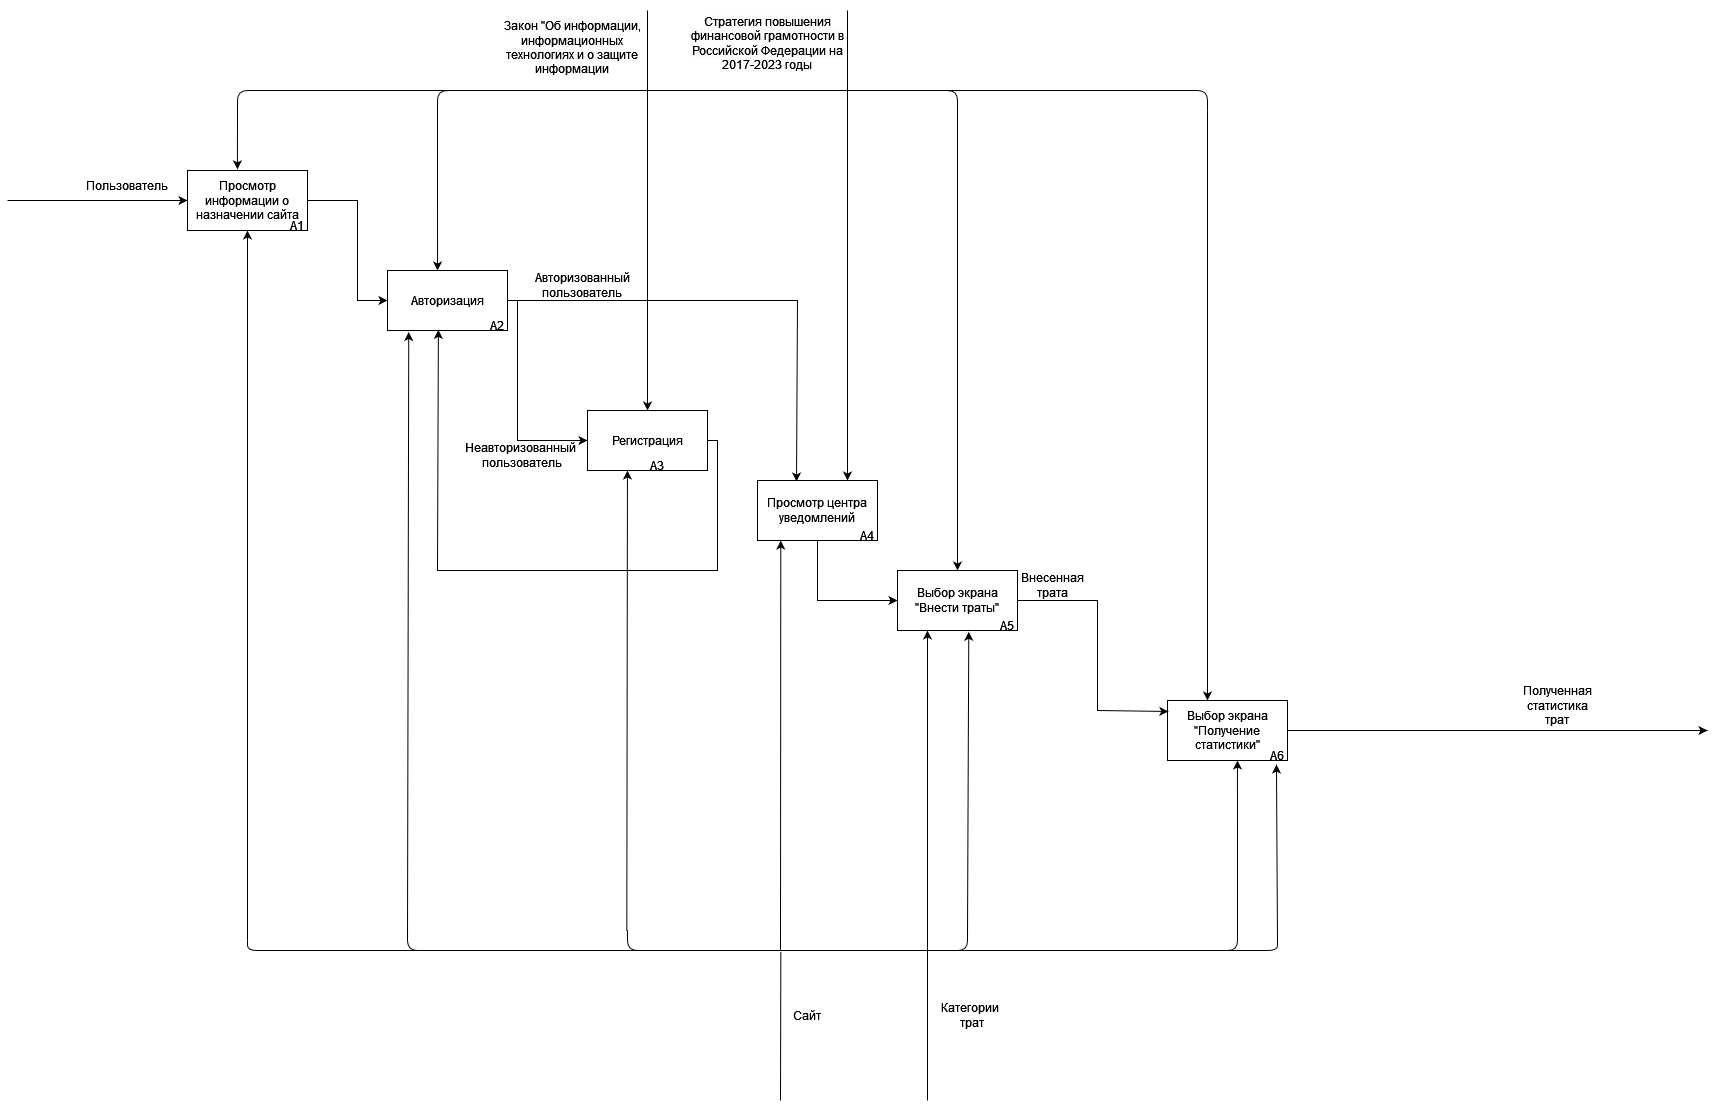 Закон "Об информации,
информационных
технологиях и о защите
информации
Стратегия повышения
финансовой грамотности в
Российской Федерации на
2017-2023 годы
Пользователь
Просмотр
информации о
назначении сайта
A1
Авторизация
A2
Авторизованный
пользователь
Неавторизованный
пользователь
Регистрация
A3
Просмотр центра
уведомлений
A4
Выбор экрана
"Внести траты"
A5
Внесенная
трата
Выбор экрана
"Получение
статистики"
A6
Полученная
статистика
трат
Сайт
Категории
трат